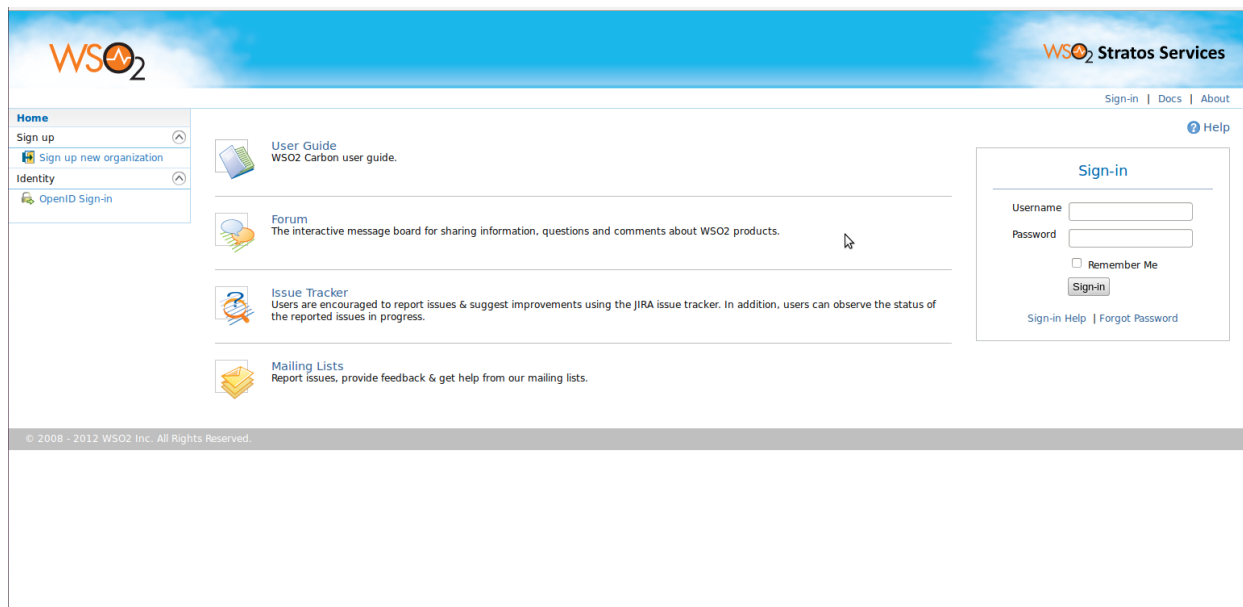 WSO2
WSO2 Stratos Services
Sign-in | Docs | About
Home
Sign up
Sign up new organization
Identity
OpenID Sign-in
Help
User Guide
WSO2 Carbon user guide.
Forum
The interactive message board for sharing information, questions and comments about WSO2 products.
Issue Tracker
Users are encouraged to report issues & suggest improvements using the JIRA issue tracker. In addition, users can observe the status of
the reported issues in progress.
Mailing Lists
Report issues, provide feedback & get help from our mailing lists.
Sign-in
Username
Password
Remember Me
Sign-in
Sign-in Help | Forgot Password
© 2008 - 2012 WSO2 Inc. All Rights Reserved.